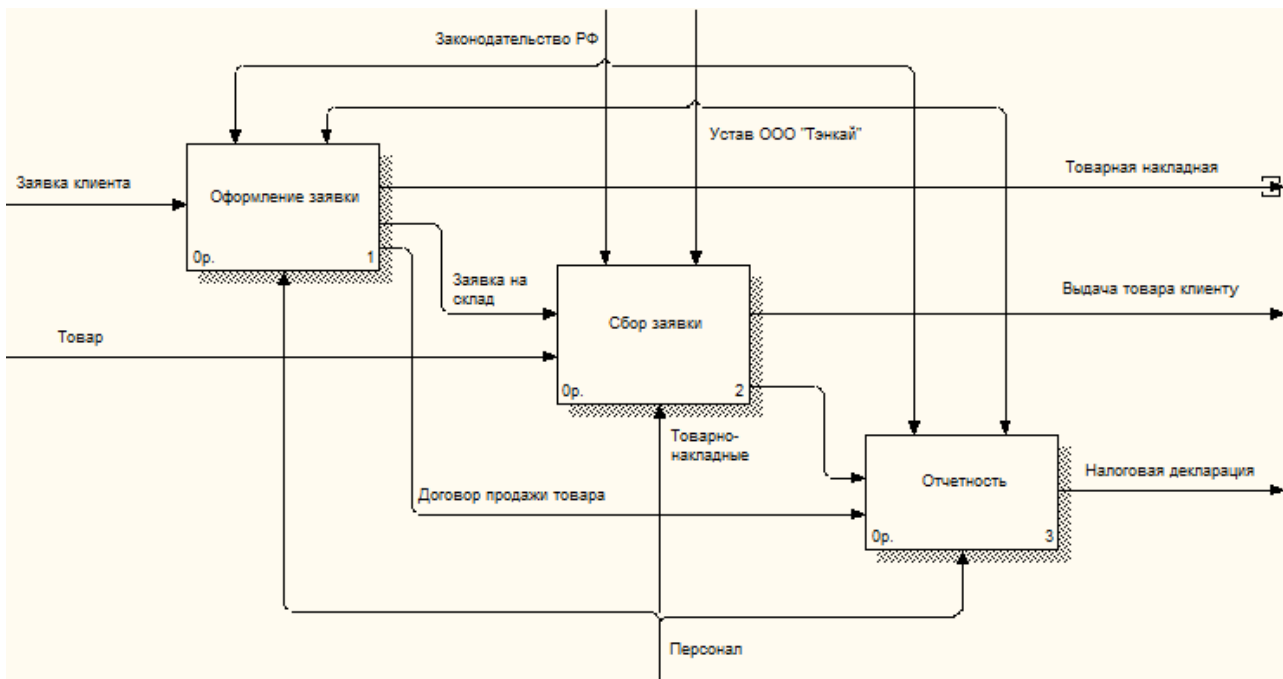 Законодательство РФ
Устав ООО "Тэнкай"
Заявка клиента
Оформление заявки
0р.
1
Товарная накладная
Заявка на
склад
Выдача товара клиенту
Товар
Сбор заявки
0р.
2
Товарно-
накладные
Договор продажи товара
Отчетность
0р.
3
Налоговая декларация
Персонал